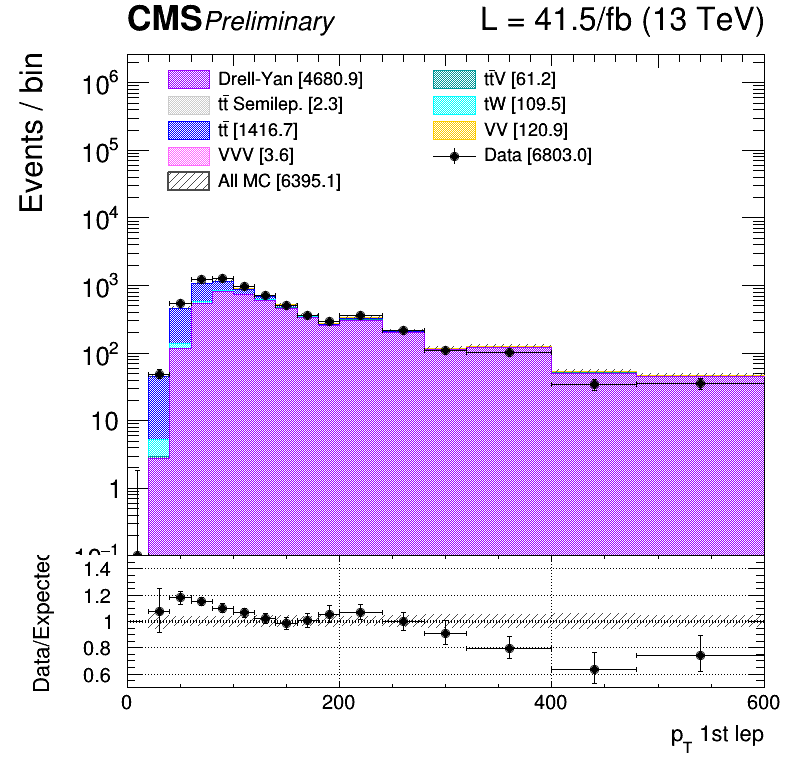 CMS Preliminary L = 41.5/fb (13 TeV)
Events / bin
Drell-Yan [4680.9]
tt̄ Semilep. [2.3]
tt̄ [1416.7]
VVV [3.6]
All MC [6395.1]
tt̄V [61.2]
tW [109.5]
VV [120.9]
Data [6803.0]
10⁶
10⁵
10⁴
10³
10²
10
1
10⁻¹
Data/Expected
1.4
1.2
1
0.8
0.6
0 200 400 600
p_T 1st lep